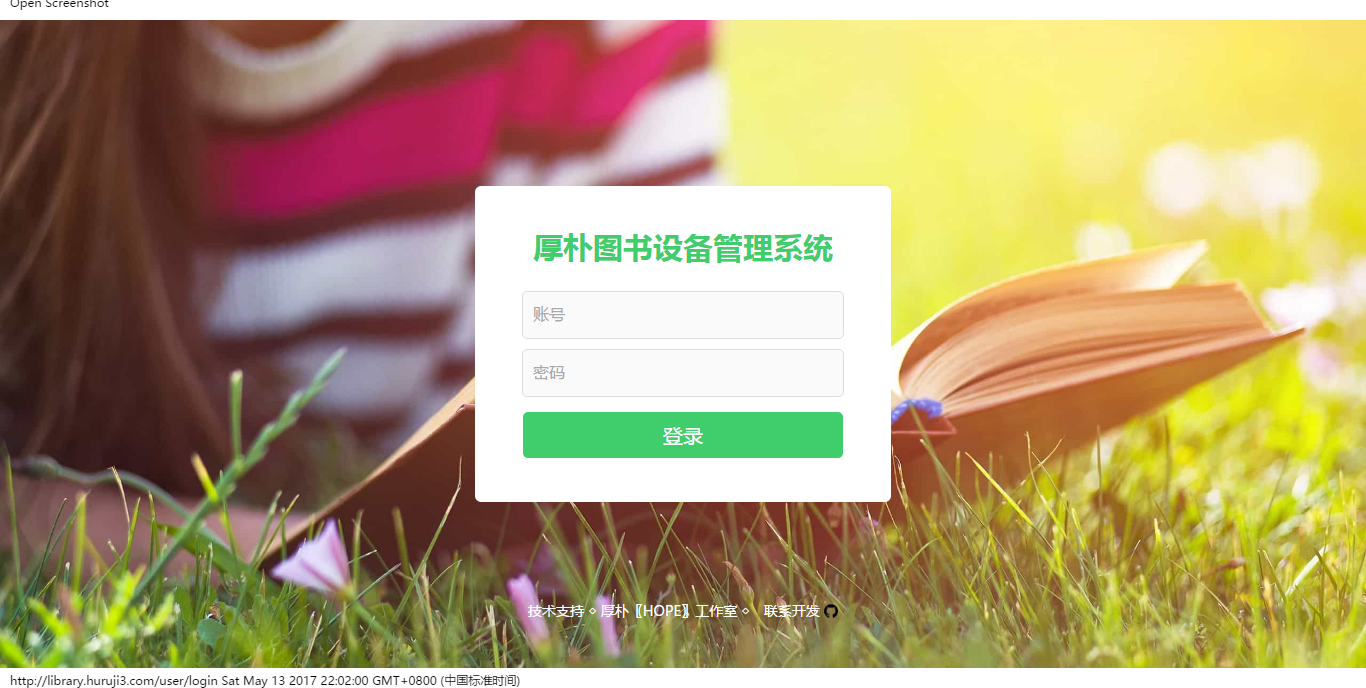 Open Screenshot
厚朴图书设备管理系统
账号
密码
登录
技术支持 ⋄ 厚朴〖HOPE〗工作室 ⋄ 联系开发
http://library.huruji3.com/user/login Sat May 13 2017 22:02:00 GMT+0800 (中国标准时间)